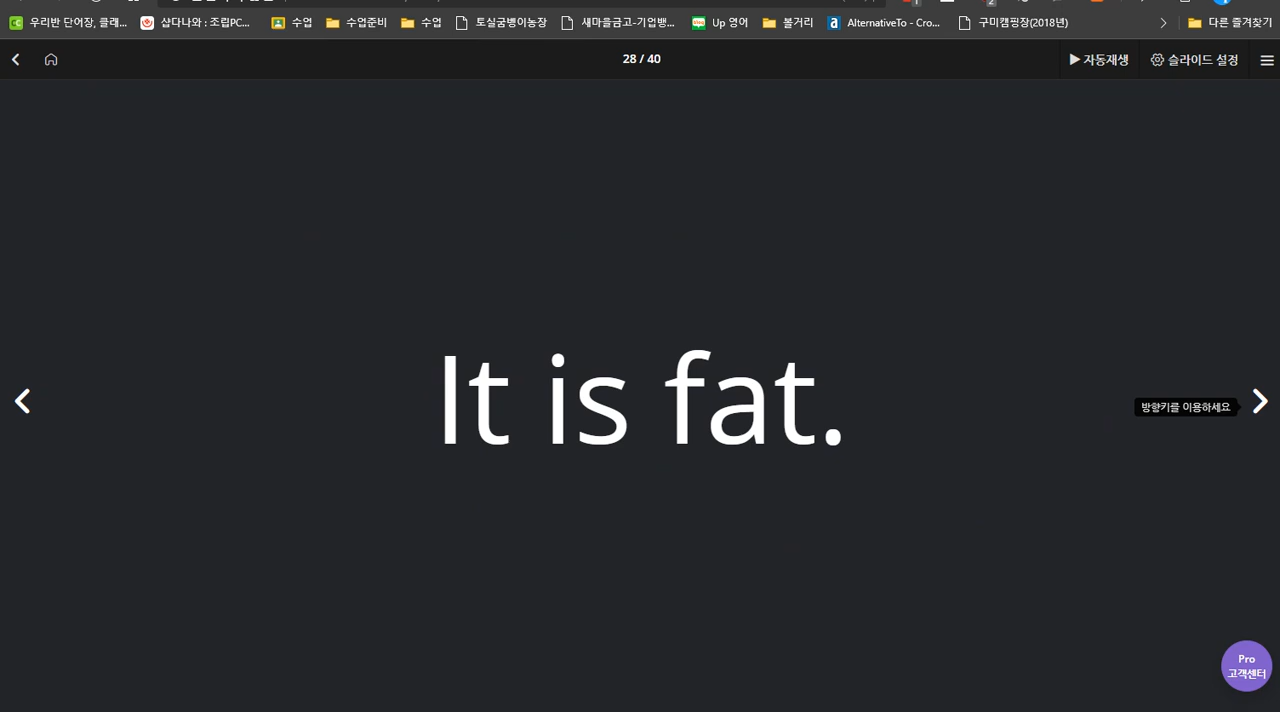 우리반 단어장, 클래... 샵다나와 : 조립PC... 수업 수업준비 수업 토실굼벵이농장 새마을금고-기업뱅... Up 영어 볼거리 AlternativeTo - Cro... 구미캠핑장(2018년) 다른 즐겨찾기
28 / 40 ▶ 자동재생 슬라이드 설정
It is fat.
방향키를 이용하세요
Pro
고객센터